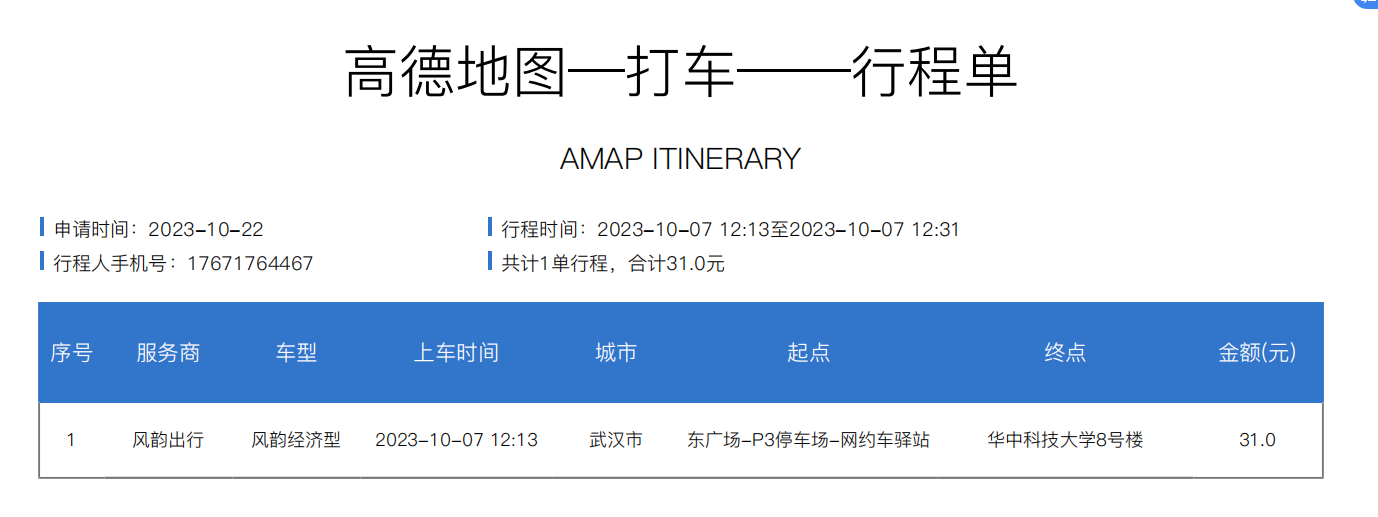 高德地图—打车——行程单
AMAP ITINERARY
申请时间：2023-10-22 行程时间：2023-10-07 12:13至2023-10-07 12:31
行程人手机号：17671764467 共计1单行程，合计31.0元
序号 服务商 车型 上车时间 城市 起点 终点 金额(元)
1 风韵出行 风韵经济型 2023-10-07 12:13 武汉市 东广场-P3停车场-网约车驿站 华中科技大学8号楼 31.0